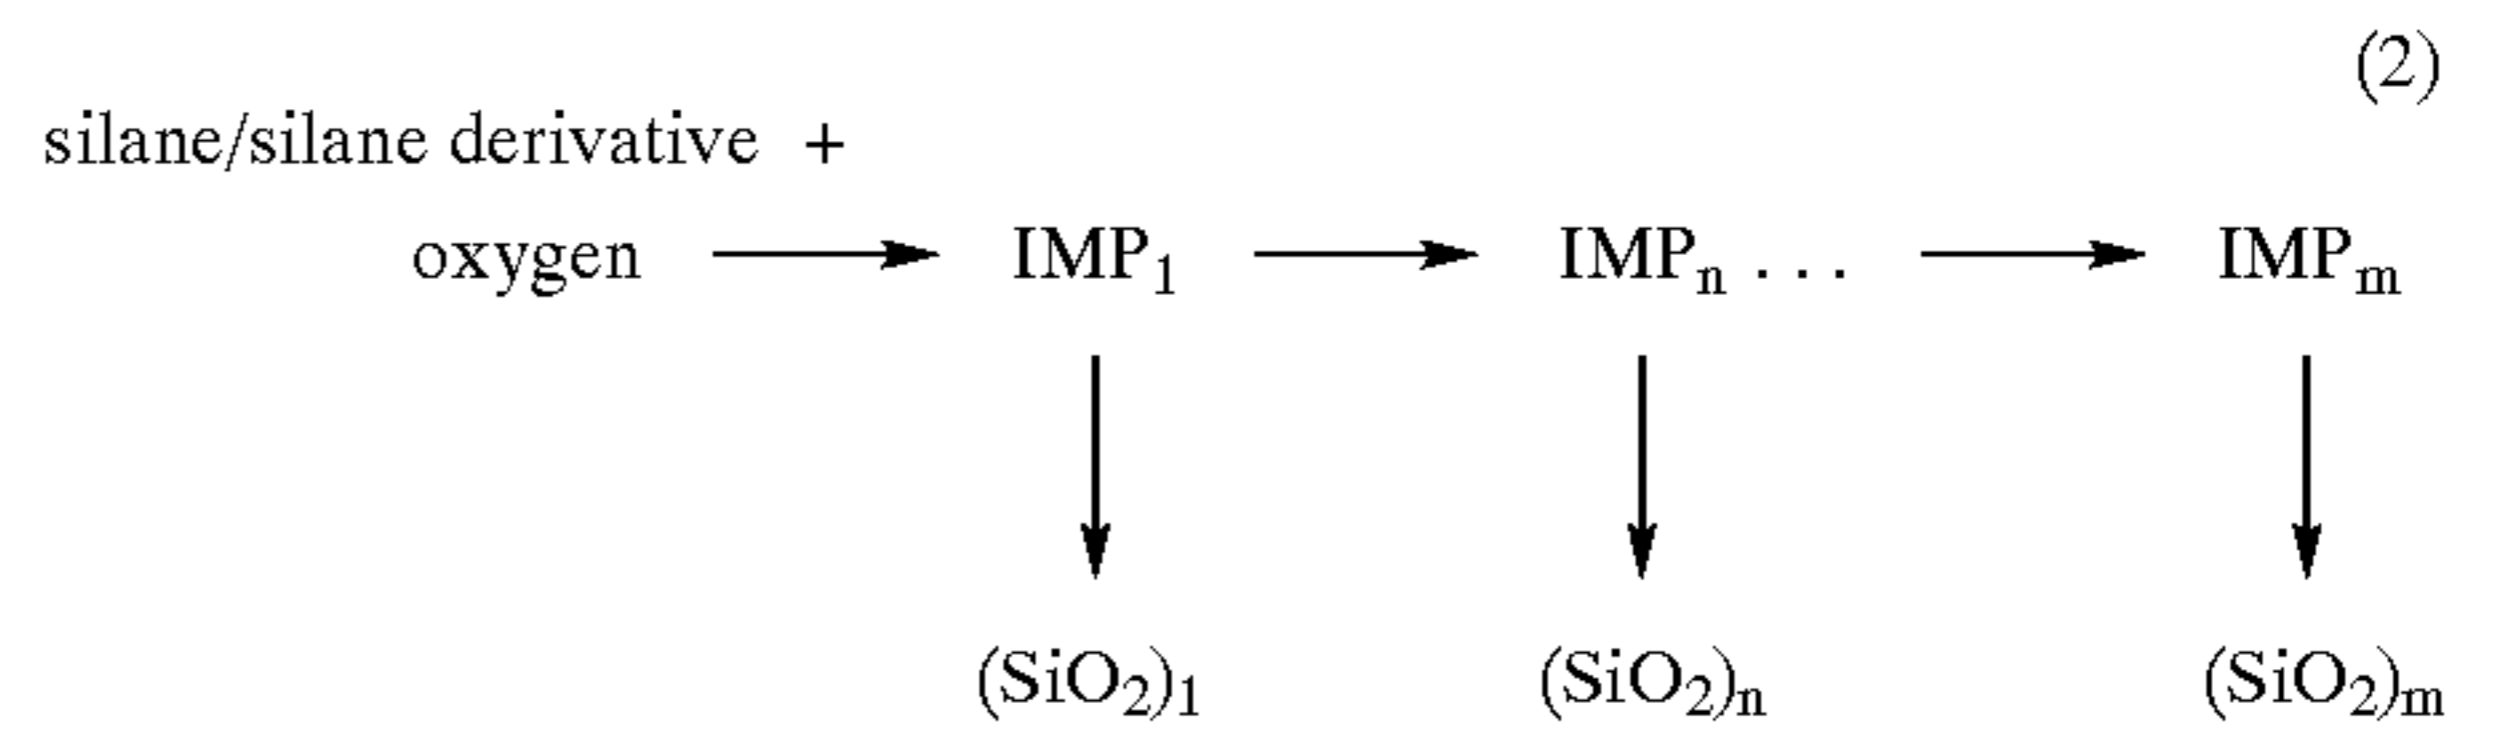 (2)
silane/silane derivative +
oxygen ⟶ IMP₁ ⟶ IMPₙ . . . ⟶ IMPₘ
(SiO₂)₁ (SiO₂)ₙ (SiO₂)ₘ